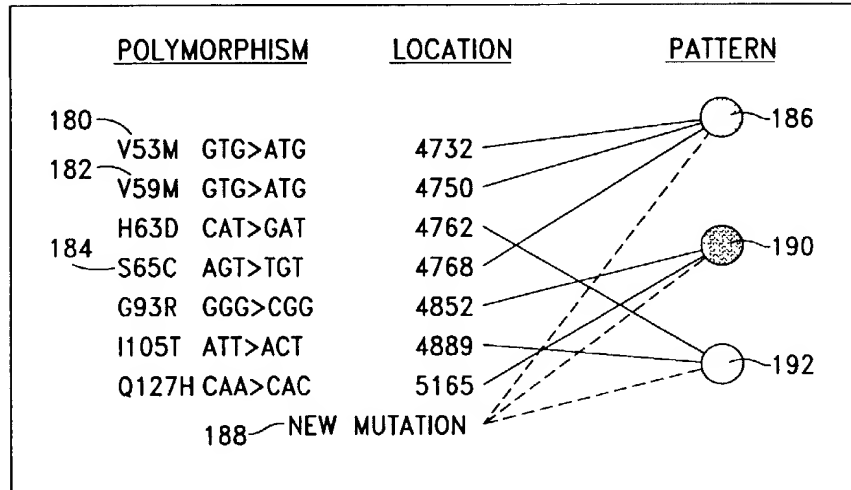 POLYMORPHISM LOCATION PATTERN
180
186
V53M GTG>ATG 4732
182
V59M GTG>ATG 4750
H63D CAT>GAT 4762
184
190
S65C AGT>TGT 4768
G93R GGG>CGG 4852
I105T ATT>ACT 4889
192
Q127H CAA>CAC 5165
188 NEW MUTATION